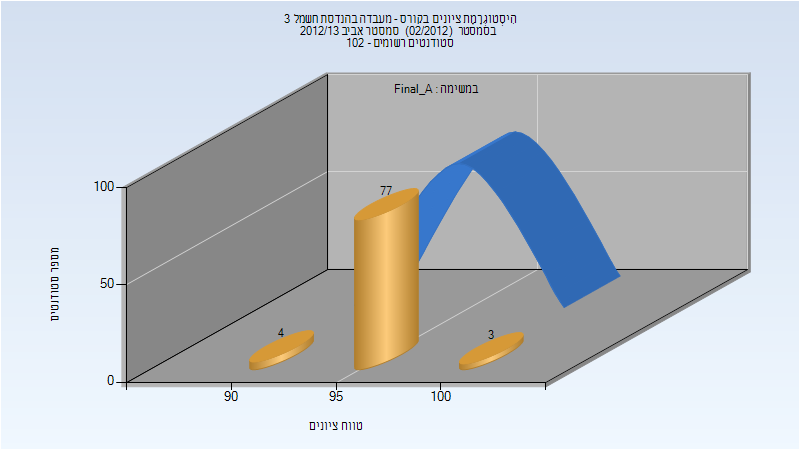 היסטוגרמת ציונים בקורס - מעבדה בהנדסת חשמל 3
בסמסטר (02/2012) סמסטר אביב 2012/13
סטודנטים רשומים - 102
במשימה : Final_A
100
50
0
מספר סטודנטים
77
4
3
90
95
100
טווח ציונים